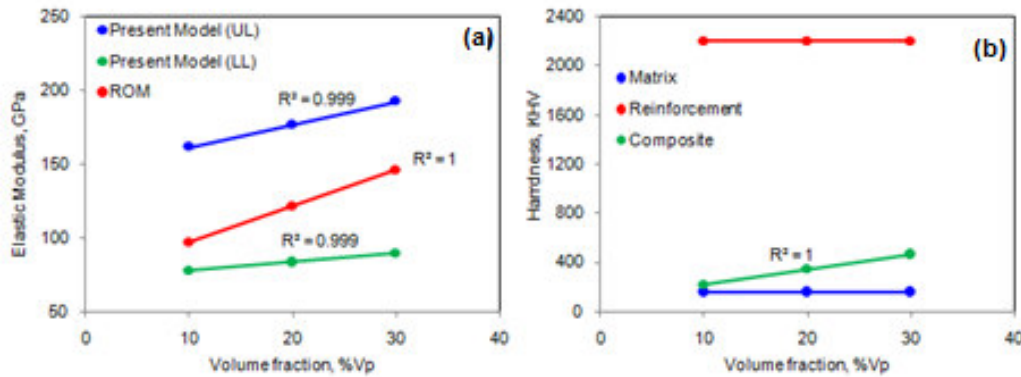 250
200
150
100
50
0
10
20
30
40
Elastic Modulus, GPa
Volume fraction, %Vp
Present Model (UL)
Present Model (LL)
ROM
(a)
R² = 0.999
R² = 1
R² = 0.999
2400
2000
1600
1200
800
400
0
0
10
20
30
40
Harrdness, KHV
Volume fraction, %Vp
(b)
Matrix
Reinforcement
Composite
R² = 1